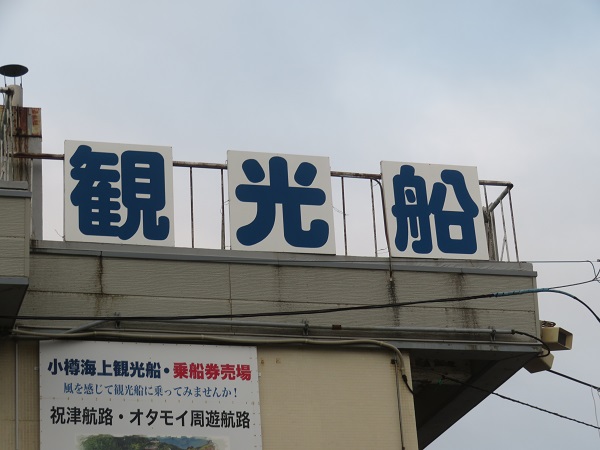 観光船
小樽海上観光船・乗船券売場
風を感じて観光船に乗ってみませんか!
祝津航路・オタモイ周遊航路